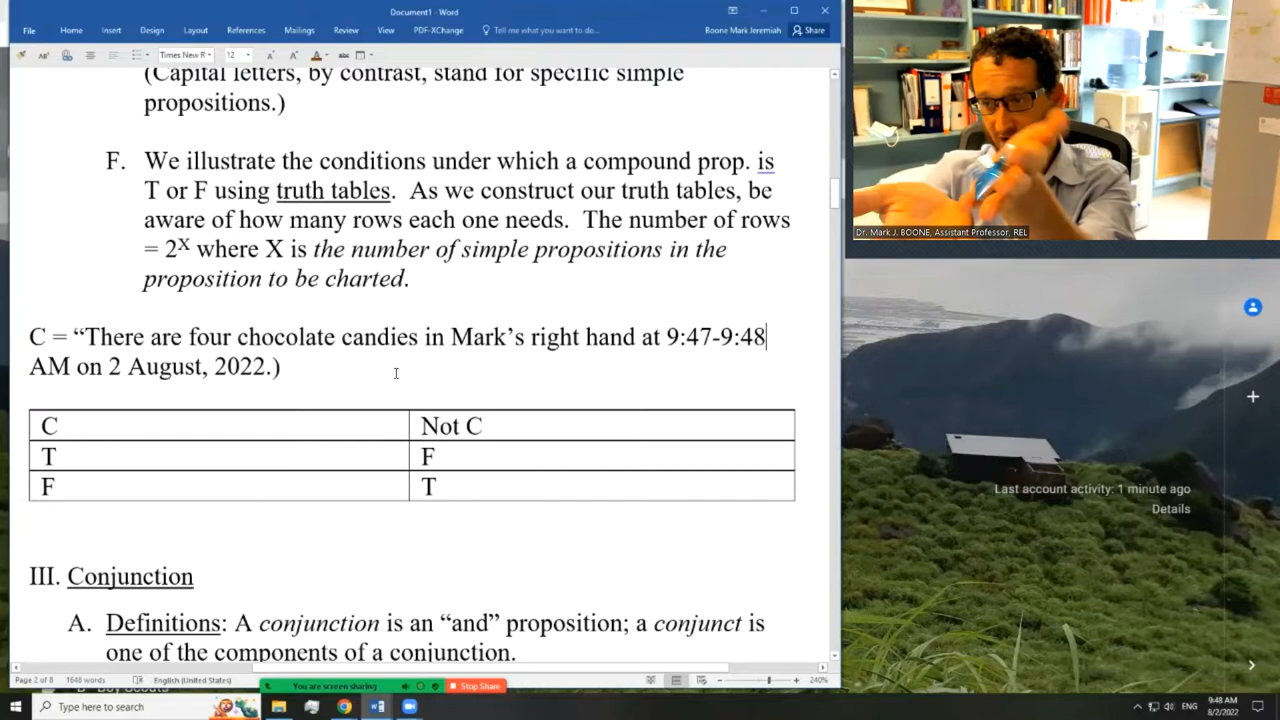 Document1 - Word
File Home Insert Design Layout References Mailings Review View PDF-XChange Tell me what you want to do... Boone Mark Jeremiah Share
Times New R 12
(Capital letters, by contrast, stand for specific simple
propositions.)
F. We illustrate the conditions under which a compound prop. is
T or F using truth tables. As we construct our truth tables, be
aware of how many rows each one needs. The number of rows
= 2^X where X is the number of simple propositions in the
proposition to be charted.
C = “There are four chocolate candies in Mark’s right hand at 9:47-9:48
AM on 2 August, 2022.)
C Not C
T F
F T
III. Conjunction
A. Definitions: A conjunction is an “and” proposition; a conjunct is
one of the components of a conjunction.
Page 2 of 8 1648 words English (United States) 240%
You are screen sharing Stop Share
Type here to search
ENG
9:48 AM
8/2/2022
Dr. Mark J. BOONE, Assistant Professor, REL
Last account activity: 1 minute ago
Details